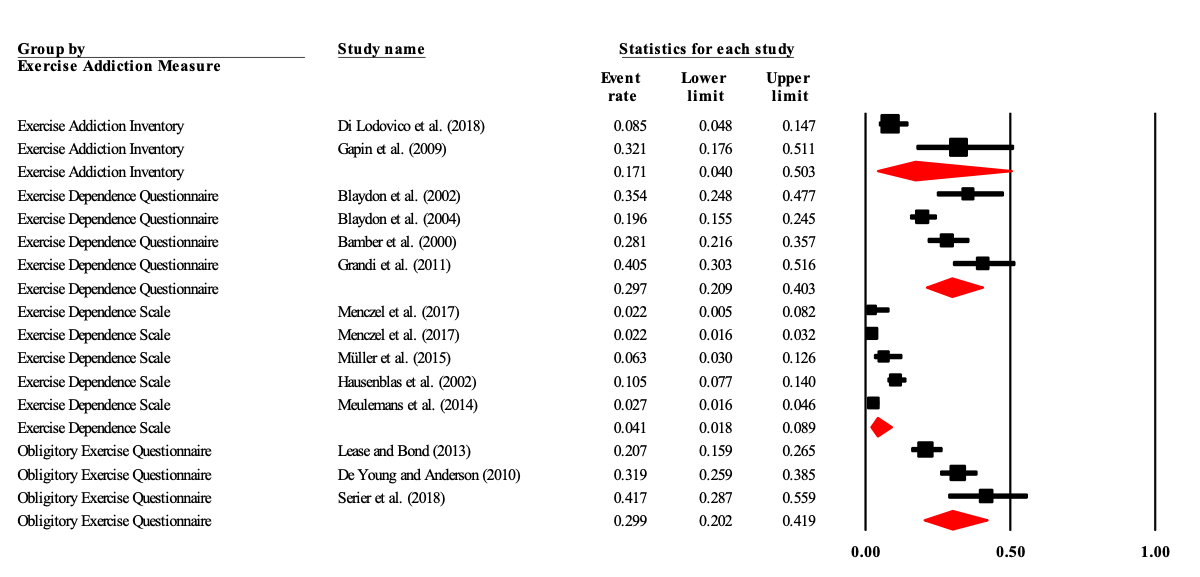 Group by Study name Statistics for each study
Exercise Addiction Measure
Event Lower Upper
rate limit limit
Exercise Addiction Inventory Di Lodovico et al. (2018) 0.085 0.048 0.147
Exercise Addiction Inventory Gapin et al. (2009) 0.321 0.176 0.511
Exercise Addiction Inventory 0.171 0.040 0.503
Exercise Dependence Questionnaire Blaydon et al. (2002) 0.354 0.248 0.477
Exercise Dependence Questionnaire Blaydon et al. (2004) 0.196 0.155 0.245
Exercise Dependence Questionnaire Bamber et al. (2000) 0.281 0.216 0.357
Exercise Dependence Questionnaire Grandi et al. (2011) 0.405 0.303 0.516
Exercise Dependence Questionnaire 0.297 0.209 0.403
Exercise Dependence Scale Menczel et al. (2017) 0.022 0.005 0.082
Exercise Dependence Scale Menczel et al. (2017) 0.022 0.016 0.032
Exercise Dependence Scale Müller et al. (2015) 0.063 0.030 0.126
Exercise Dependence Scale Hausenblas et al. (2002) 0.105 0.077 0.140
Exercise Dependence Scale Meulemans et al. (2014) 0.027 0.016 0.046
Exercise Dependence Scale 0.041 0.018 0.089
Obligitory Exercise Questionnaire Lease and Bond (2013) 0.207 0.159 0.265
Obligitory Exercise Questionnaire De Young and Anderson (2010) 0.319 0.259 0.385
Obligitory Exercise Questionnaire Serier et al. (2018) 0.417 0.287 0.559
Obligitory Exercise Questionnaire 0.299 0.202 0.419
0.00 0.50 1.00